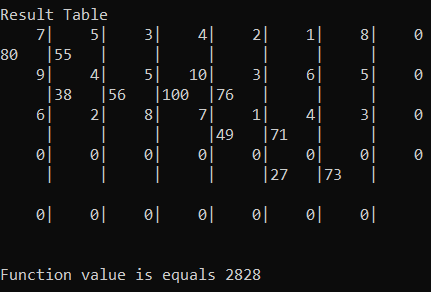 Result Table
    7|    5|    3|    4|    2|    1|    8|    0
80   |55   |     |     |     |     |     |
    9|    4|    5|   10|    3|    6|    5|    0
     |38   |56   |100  |76   |     |     |
    6|    2|    8|    7|    1|    4|    3|    0
     |     |     |     |49   |71   |     |
    0|    0|    0|    0|    0|    0|    0|    0
     |     |     |     |     |27   |73   |
    0|    0|    0|    0|    0|    0|    0|
Function value is equals 2828